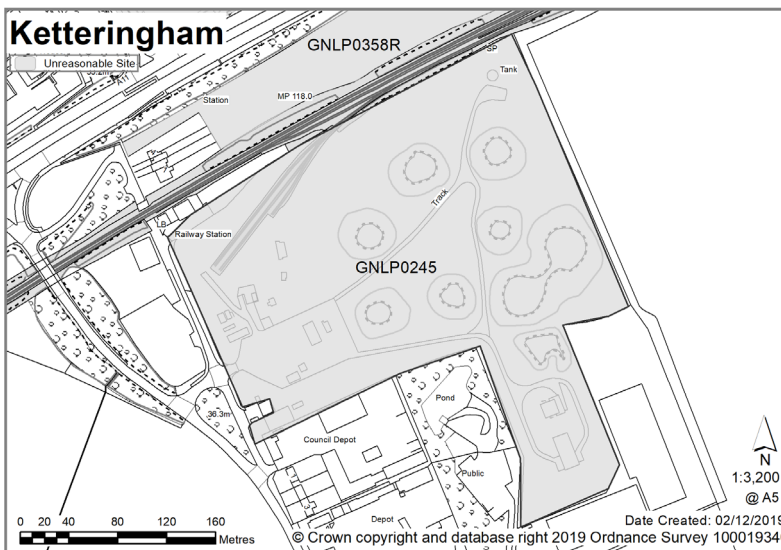 Ketteringham
Unreasonable Site
GNLP0358R
SP
Tank
A11
Station
MP 118.0
Track
LB
Railway Station
GNLP0245
36.3m
Pond
Council Depot
Public
Depot
N
1:3,200
@ A5
0 20 40 80 120 160
Metres
Date Created: 02/12/2019
© Crown copyright and database right 2019 Ordnance Survey 10001934